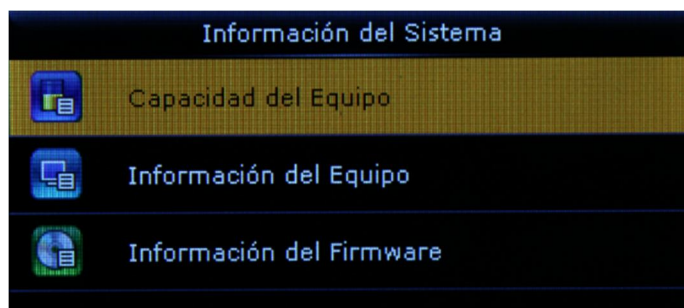 Información del Sistema
Capacidad del Equipo
Información del Equipo
Información del Firmware